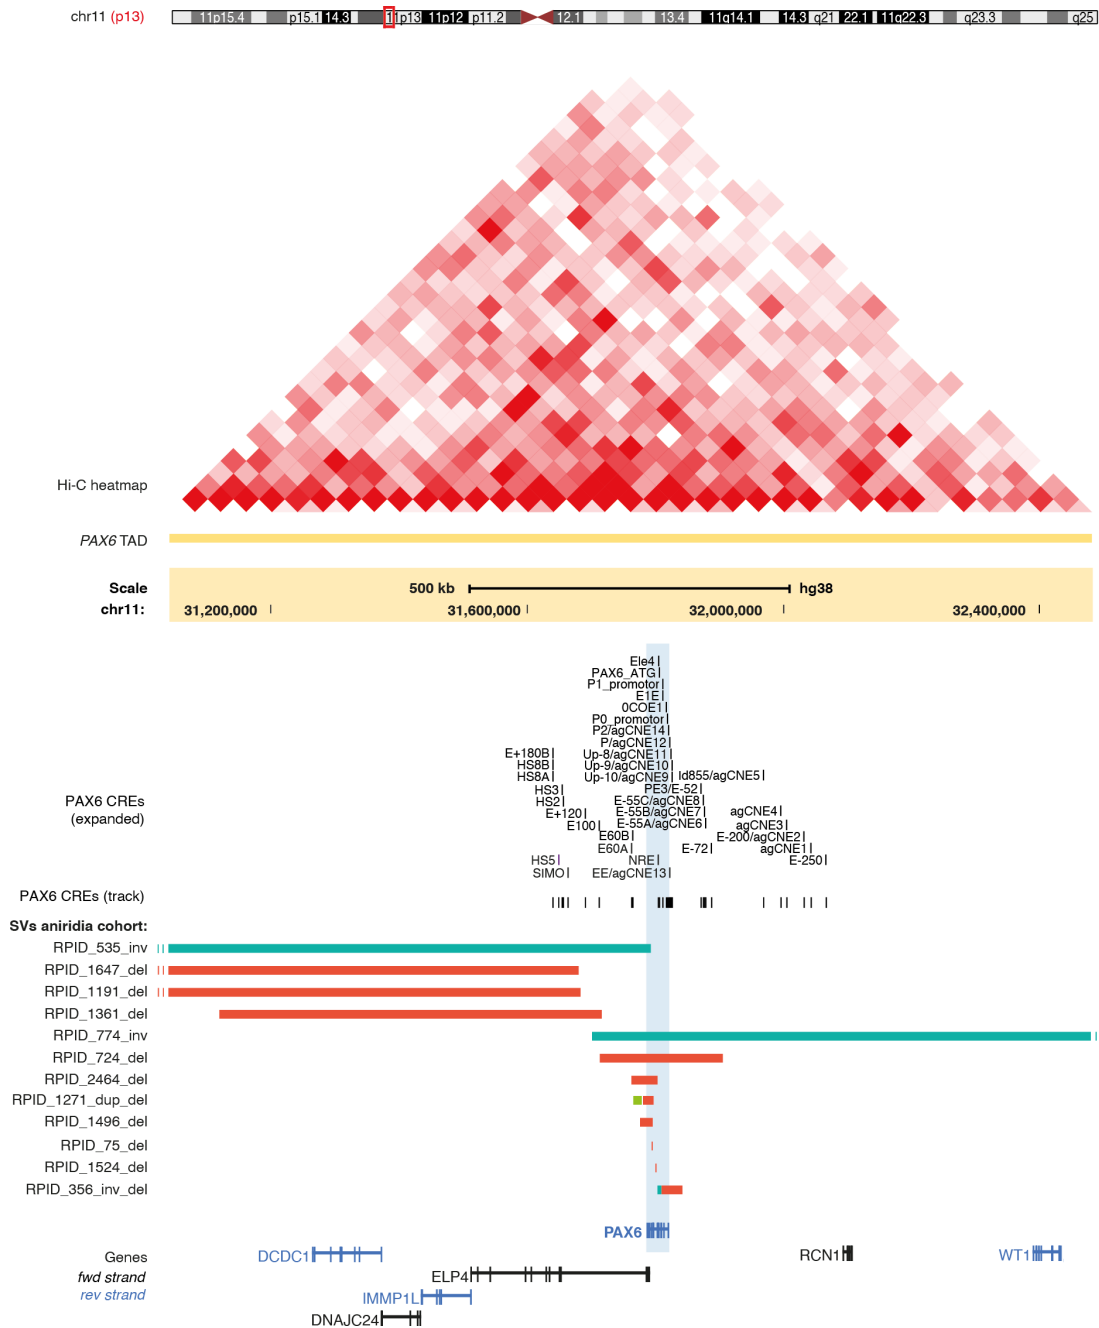 chr11 (p13) 11p15.4 p15.1 14.3 11p13 11p12 p11.2 12.1 13.4 11q14.1 14.3 q21 22.1 11q22.3 q23.3 q25
Hi-C heatmap
PAX6 TAD
Scale 500 kb hg38
chr11: 31,200,000 31,600,000 32,000,000 32,400,000
Ele4
PAX6_ATG
P1_promotor
E1E
0COE1
P0_promotor
P2/agCNE14
P/agCNE12
E+180B Up-8/agCNE11
HS8B Up-9/agCNE10
HS8A Up-10/agCNE9 Id855/agCNE5
HS3 PE3/E-52
HS2 E-55C/agCNE8
E+120 E-55B/agCNE7 agCNE4
E100 E-55A/agCNE6 agCNE3
E60B E-200/agCNE2
E60A E-72 agCNE1
HS5 NRE E-250
SIMO EE/agCNE13
PAX6 CREs
(expanded)
PAX6 CREs (track)
SVs aniridia cohort:
RPID_535_inv
RPID_1647_del
RPID_1191_del
RPID_1361_del
RPID_774_inv
RPID_724_del
RPID_2464_del
RPID_1271_dup_del
RPID_1496_del
RPID_75_del
RPID_1524_del
RPID_356_inv_del
PAX6
Genes DCDC1 RCN1 WT1
fwd strand ELP4
rev strand IMMP1L
DNAJC24